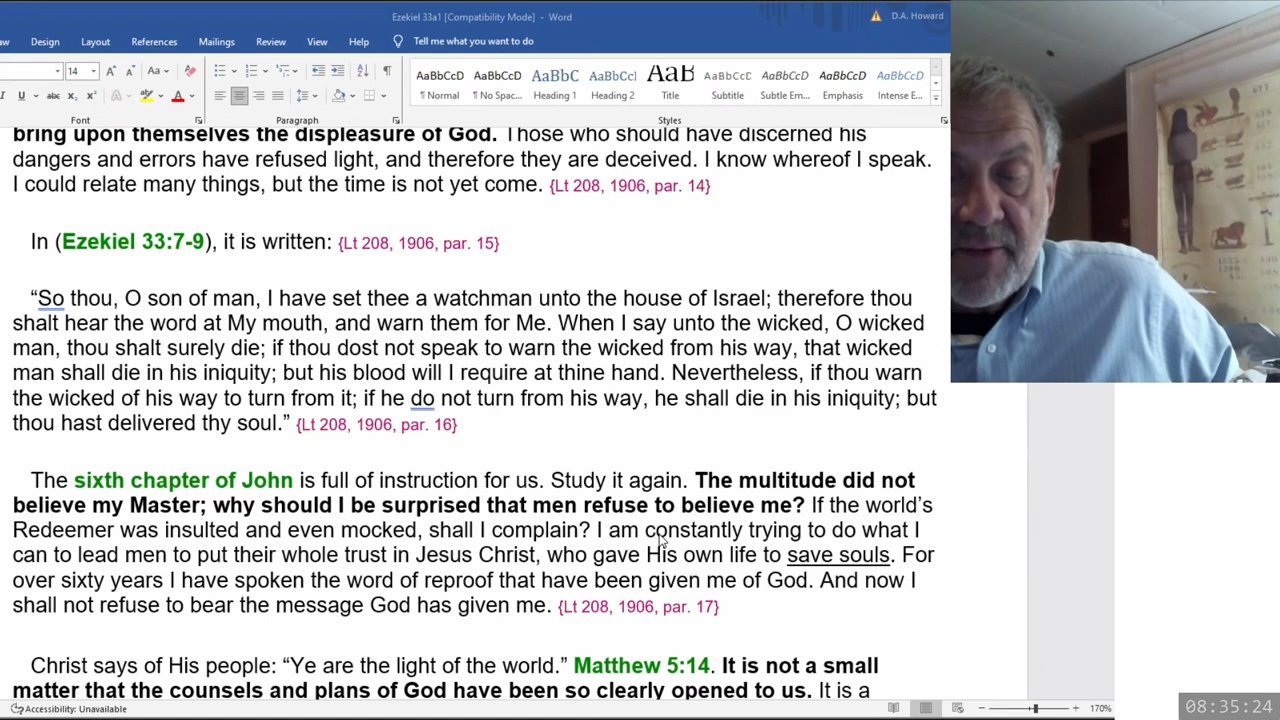 Ezekiel 33a1 [Compatibility Mode] - Word
D.A. Howard
aw Design Layout References Mailings Review View Help Tell me what you want to do
14 Aa
AaBbCcD AaBbCcD AaBbC AaBbCcI AaB AaBbCcD AaBbCcD AaBbCcD AaBbCcD
I U abc x₂ x² A A
¶ Normal ¶ No Spac... Heading 1 Heading 2 Title Subtitle Subtle Em... Emphasis Intense E...
Font Paragraph Styles
bring upon themselves the displeasure of God. Those who should have discerned his
dangers and errors have refused light, and therefore they are deceived. I know whereof I speak.
I could relate many things, but the time is not yet come. {Lt 208, 1906, par. 14}
In (Ezekiel 33:7-9), it is written: {Lt 208, 1906, par. 15}
“So thou, O son of man, I have set thee a watchman unto the house of Israel; therefore thou
shalt hear the word at My mouth, and warn them for Me. When I say unto the wicked, O wicked
man, thou shalt surely die; if thou dost not speak to warn the wicked from his way, that wicked
man shall die in his iniquity; but his blood will I require at thine hand. Nevertheless, if thou warn
the wicked of his way to turn from it; if he do not turn from his way, he shall die in his iniquity; but
thou hast delivered thy soul.” {Lt 208, 1906, par. 16}
The sixth chapter of John is full of instruction for us. Study it again. The multitude did not
believe my Master; why should I be surprised that men refuse to believe me? If the world’s
Redeemer was insulted and even mocked, shall I complain? I am constantly trying to do what I
can to lead men to put their whole trust in Jesus Christ, who gave His own life to save souls. For
over sixty years I have spoken the word of reproof that have been given me of God. And now I
shall not refuse to bear the message God has given me. {Lt 208, 1906, par. 17}
Christ says of His people: “Ye are the light of the world.” Matthew 5:14. It is not a small
matter that the counsels and plans of God have been so clearly opened to us. It is a
Accessibility: Unavailable
170%
08:35:24